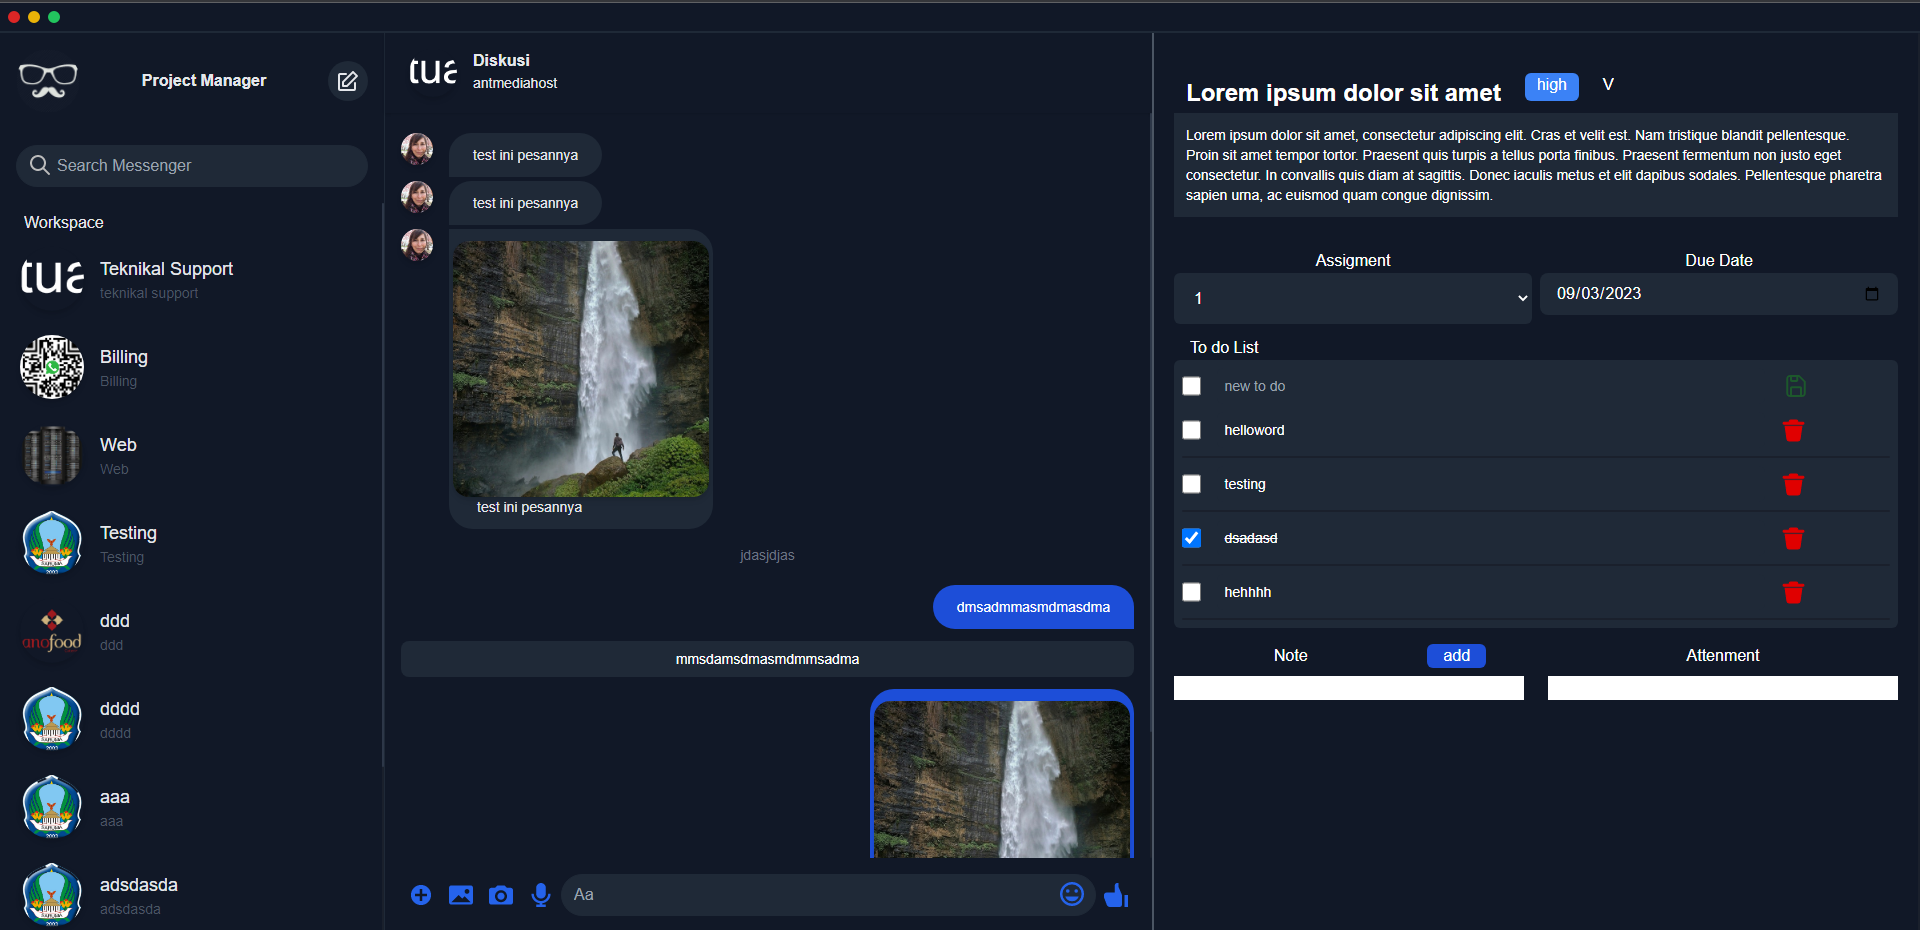 Project Manager
Search Messenger
Workspace
Teknikal Support
teknikal support
Billing
Billing
Web
Web
Testing
Testing
anofood
ddd
ddd
dddd
dddd
aaa
aaa
adsdasda
adsdasda
Diskusi
antmediahost
test ini pesannya
test ini pesannya
test ini pesannya
jdasjdjas
dmsadmmasmdmasdma
mmsdamsdmasmdmmsadma
Aa
Lorem ipsum dolor sit amet
high
V
Lorem ipsum dolor sit amet, consectetur adipiscing elit. Cras et velit est. Nam tristique blandit pellentesque.
Proin sit amet tempor tortor. Praesent quis turpis a tellus porta finibus. Praesent fermentum non justo eget
consectetur. In convallis quis diam at sagittis. Donec iaculis metus et elit dapibus sodales. Pellentesque pharetra
sapien urna, ac euismod quam congue dignissim.
Assigment
Due Date
1
09/03/2023
To do List
new to do
helloword
testing
dsadasd
hehhhh
Note
add
Attenment